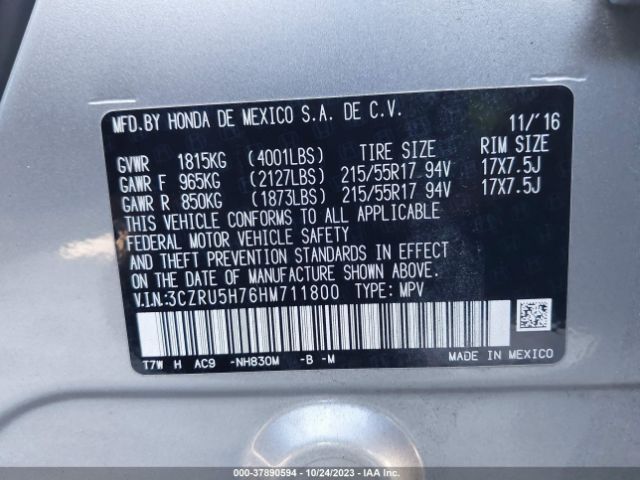 MFD.BY HONDA DE MEXICO S.A. DE C.V. 11/'16
GVWR 1815KG (4001LBS) TIRE SIZE RIM SIZE
GAWR F 965KG (2127LBS) 215/55R17 94V 17X7.5J
GAWR R 850KG (1873LBS) 215/55R17 94V 17X7.5J
THIS VEHICLE CONFORMS TO ALL APPLICABLE
FEDERAL MOTOR VEHICLE SAFETY
AND THEFT PREVENTION STANDARDS IN EFFECT
ON THE DATE OF MANUFACTURE SHOWN ABOVE.
V.I.N:3CZRU5H76HM711800 TYPE: MPV
T7W H AC9 -NH830M -B -M MADE IN MEXICO
000-37890594 - 10/24/2023 - IAA Inc.